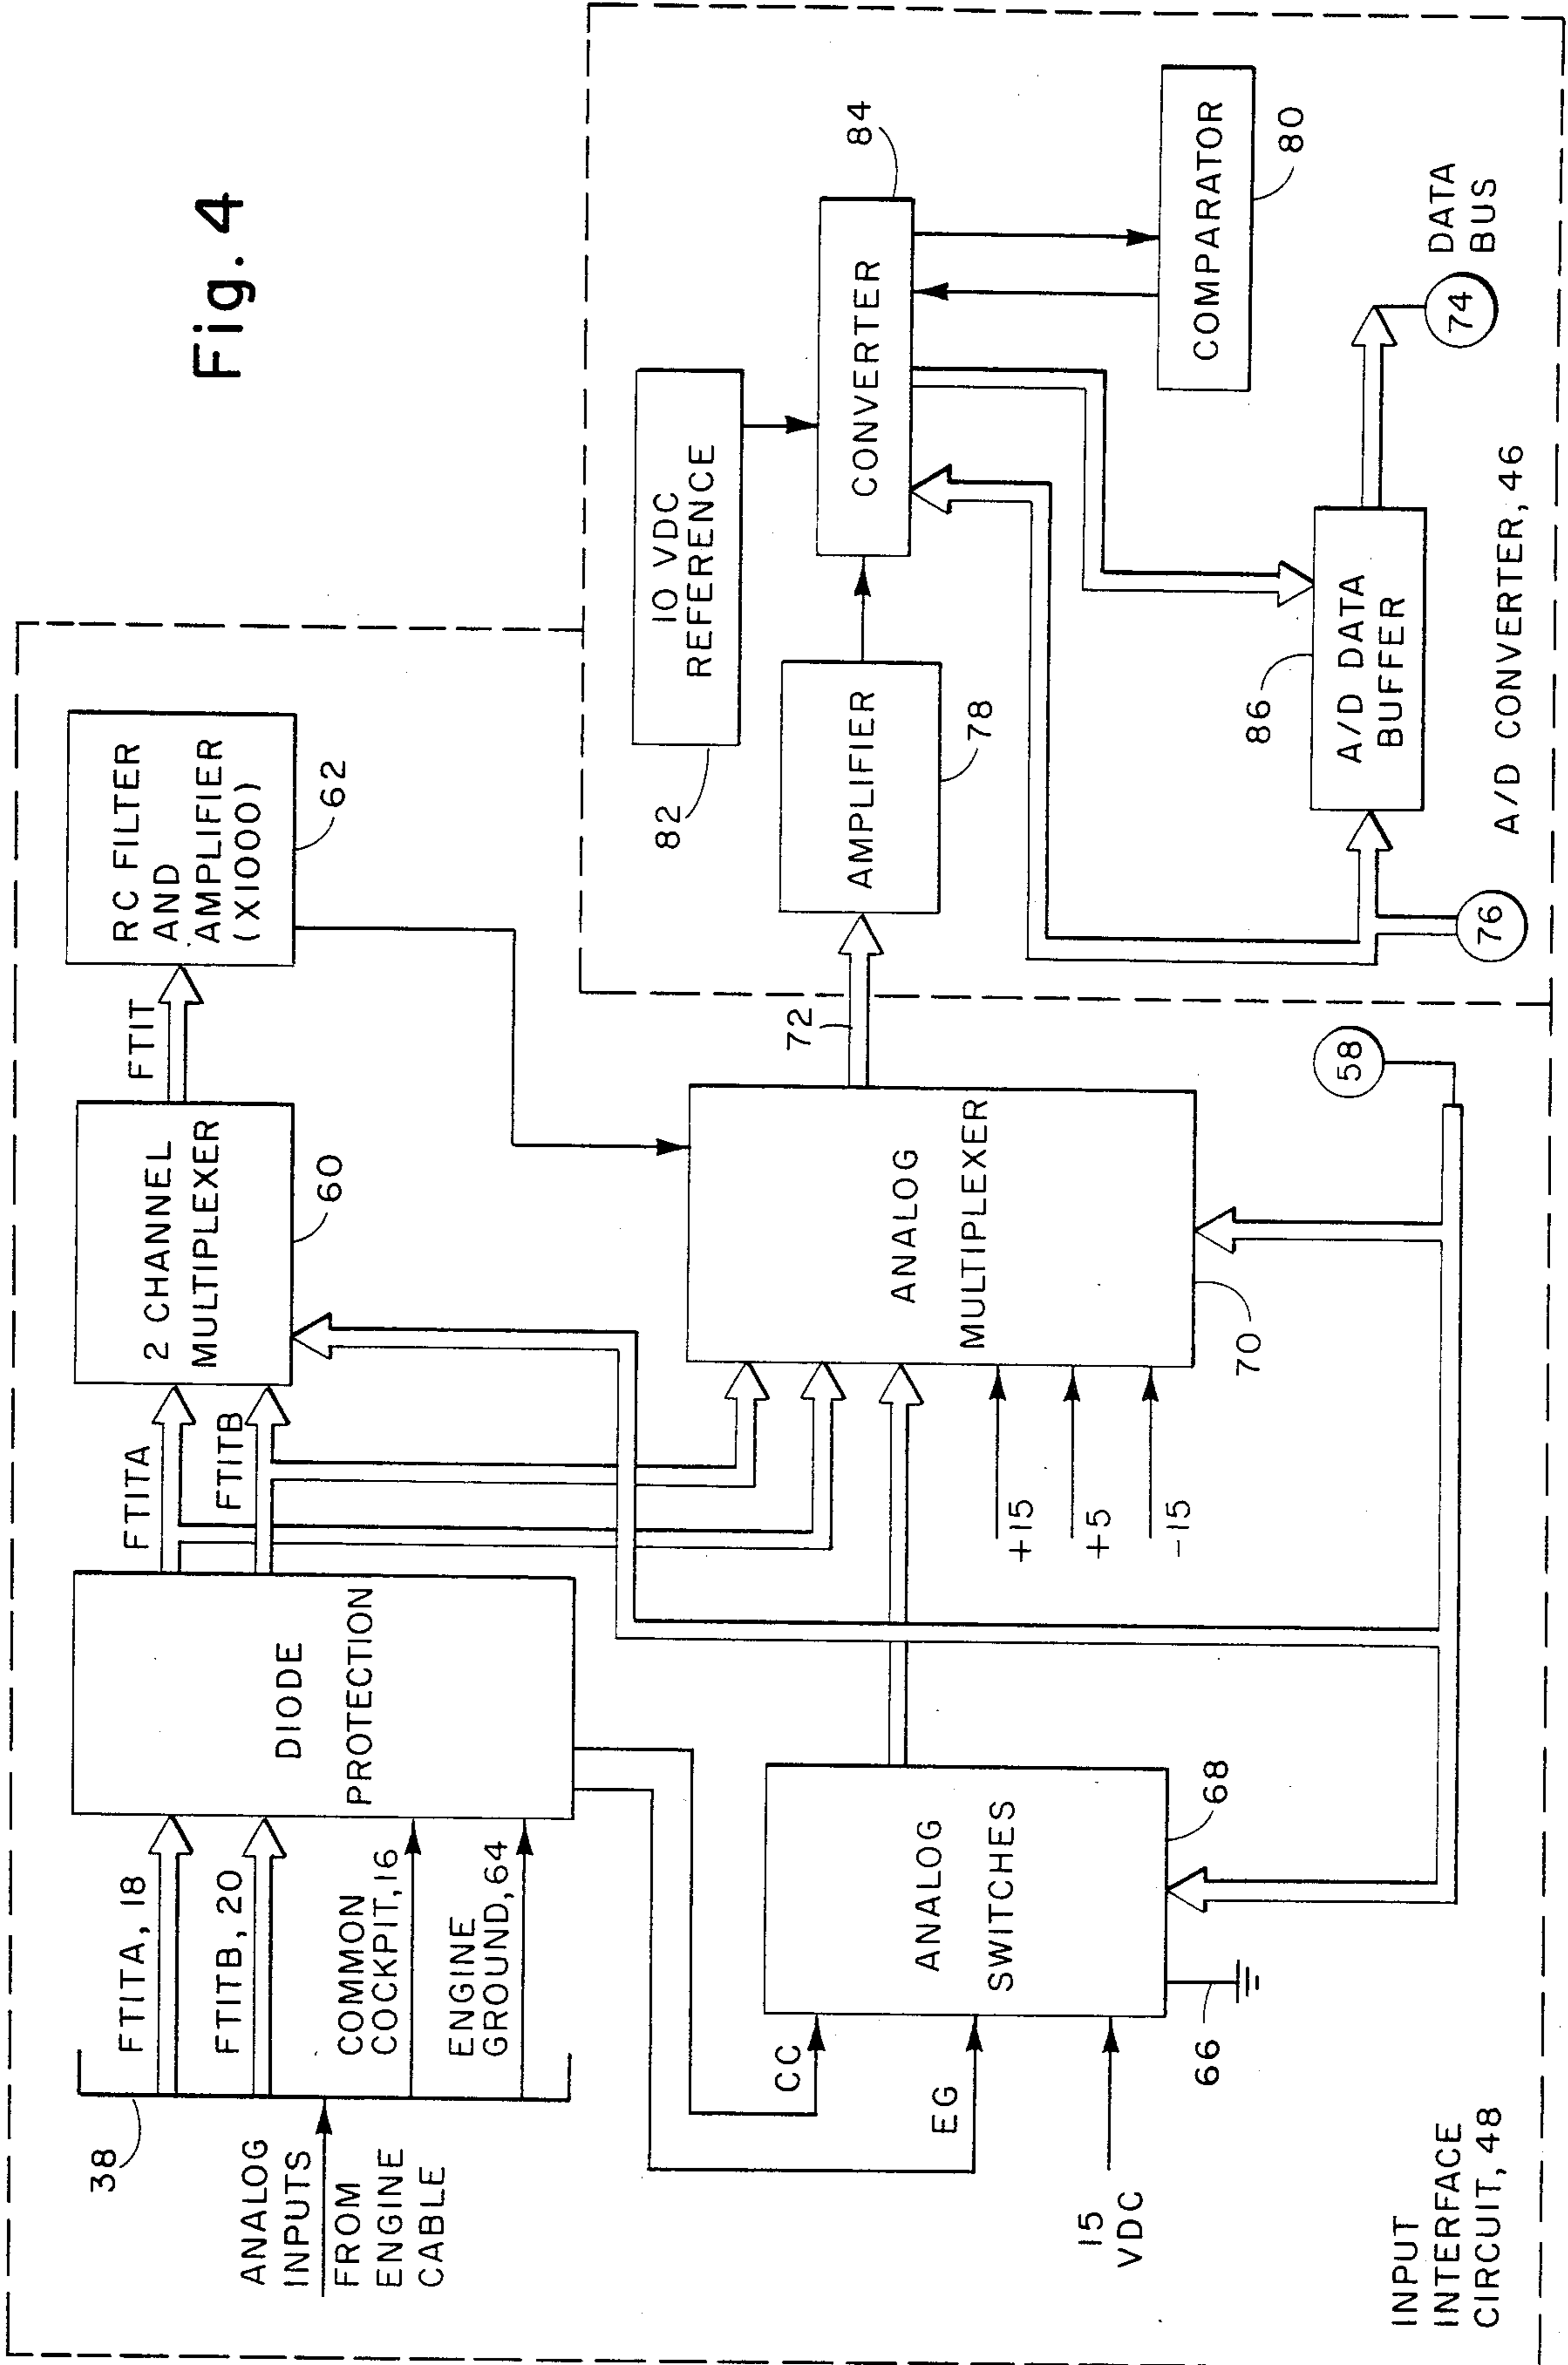 Fig. 4
ANALOG
INPUTS
FROM
ENGINE
CABLE
38
FTITA, 18
FTITB, 20
COMMON
COCKPIT, 16
ENGINE
GROUND, 64
DIODE
PROTECTION
FTITA
FTITB
2 CHANNEL
MULTIPLEXER
60
FTIT
RC FILTER
AND
AMPLIFIER
(X1000)
62
CC
EG
15
VDC
66
ANALOG
SWITCHES
68
+15
+5
-15
ANALOG
MULTIPLEXER
70
72
58
INPUT
INTERFACE
CIRCUIT, 48
82
10 VDC
REFERENCE
AMPLIFIER
78
CONVERTER
84
COMPARATOR
80
86
A/D DATA
BUFFER
76
74
DATA
BUS
A/D CONVERTER, 46